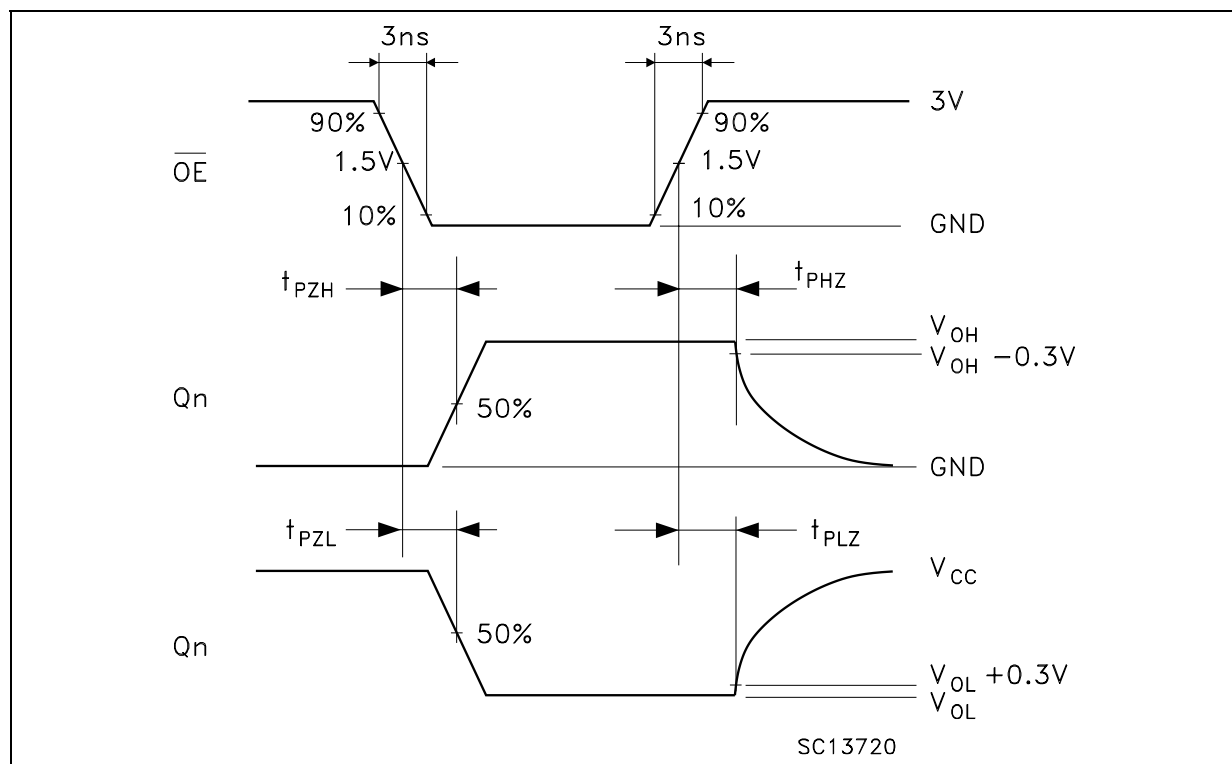 3ns 3ns
3V
90% 90%
OE 1.5V 1.5V
10% 10%
GND
tPZH tPHZ
VOH
VOH −0.3V
Qn 50%
GND
tPZL tPLZ
VCC
50%
Qn
VOL +0.3V
VOL
SC13720